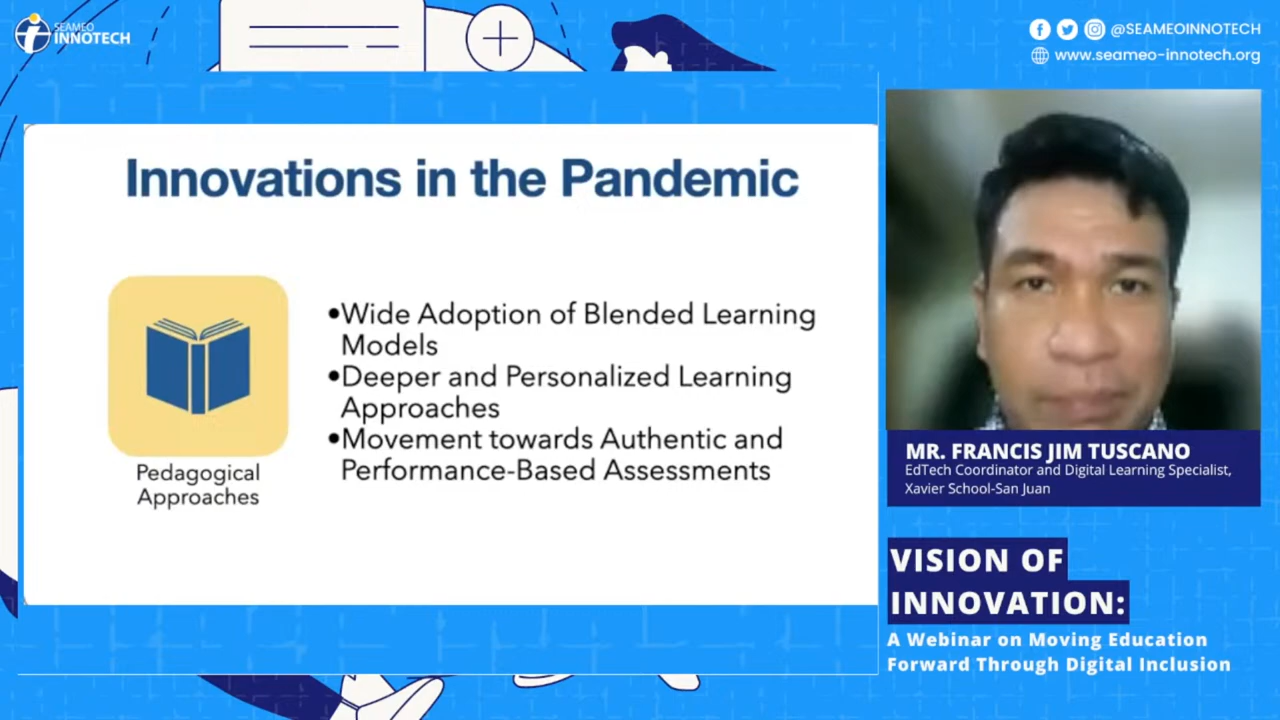 SEAMEO
INNOTECH
@SEAMEOINNOTECH
www.seameo-innotech.org
Innovations in the Pandemic
Pedagogical
Approaches
•Wide Adoption of Blended Learning
Models
•Deeper and Personalized Learning
Approaches
•Movement towards Authentic and
Performance-Based Assessments
MR. FRANCIS JIM TUSCANO
EdTech Coordinator and Digital Learning Specialist,
Xavier School-San Juan
VISION OF
INNOVATION:
A Webinar on Moving Education
Forward Through Digital Inclusion